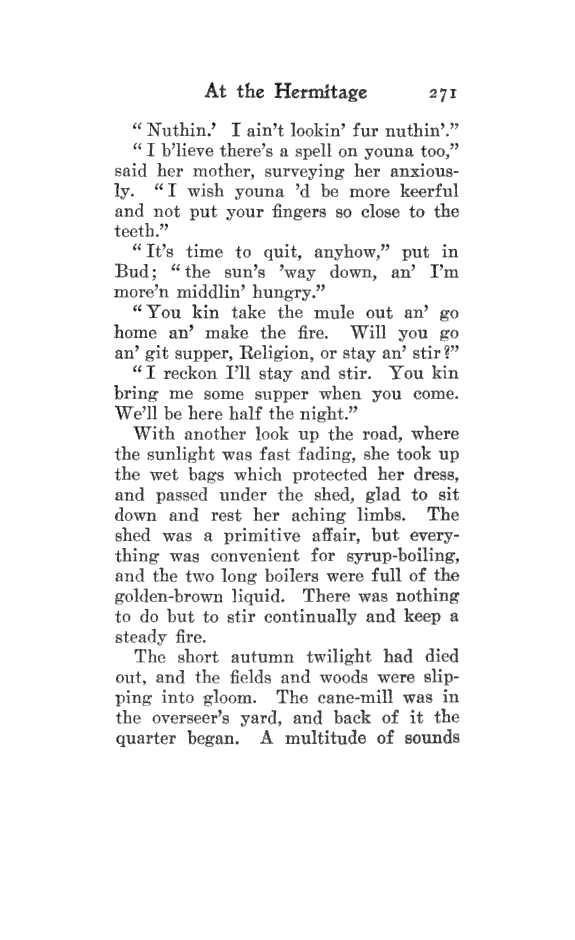 At the Hermitage 271
“ Nuthin.’ I ain't lookin’ fur nuthin’.”
“ I b'lieve there's a spell on youna too,”
said her mother, surveying her anxious-
ly. “ I wish youna ’d be more keerful
and not put your fingers so close to the
teeth.”
“ It's time to quit, anyhow,” put in
Bud; “ the sun's ’way down, an’ I'm
more'n middlin’ hungry.”
“ You kin take the mule out an’ go
home an’ make the fire. Will you go
an’ git supper, Religion, or stay an’ stir?”
“ I reckon I'll stay and stir. You kin
bring me some supper when you come.
We'll be here half the night.”
With another look up the road, where
the sunlight was fast fading, she took up
the wet bags which protected her dress,
and passed under the shed, glad to sit
down and rest her aching limbs. The
shed was a primitive affair, but every-
thing was convenient for syrup-boiling,
and the two long boilers were full of the
golden-brown liquid. There was nothing
to do but to stir continually and keep a
steady fire.
The short autumn twilight had died
out, and the fields and woods were slip-
ping into gloom. The cane-mill was in
the overseer's yard, and back of it the
quarter began. A multitude of sounds